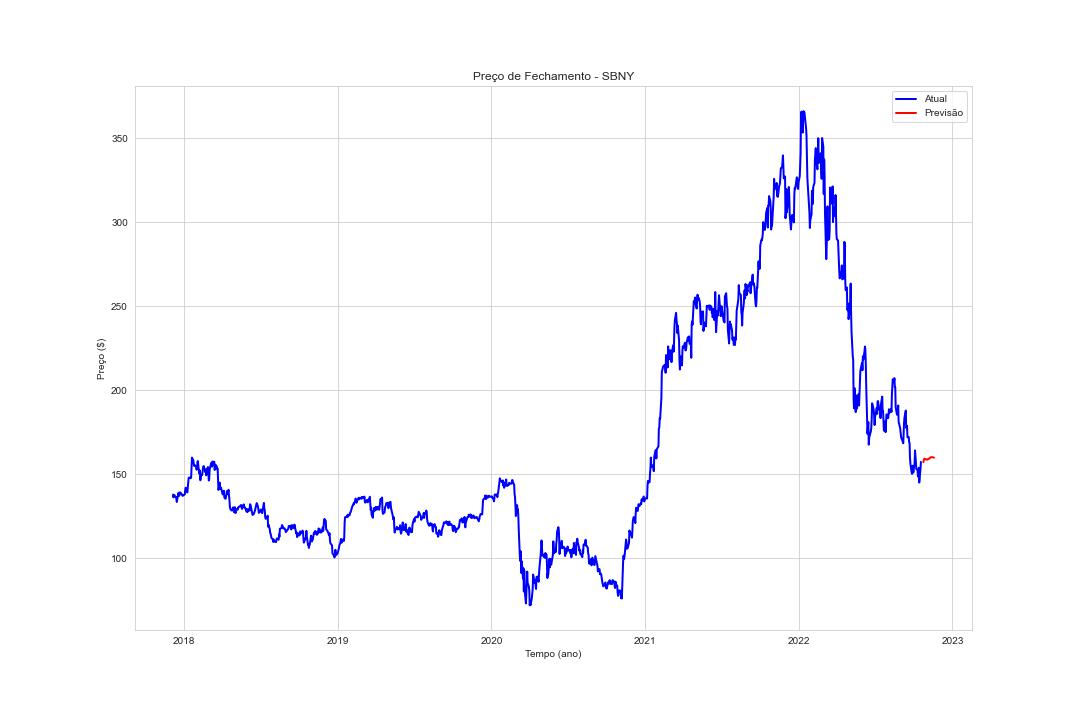 Preço de Fechamento - SBNY
Atual
Previsão
350
300
250
200
150
100
Preço ($)
2018 2019 2020 2021 2022 2023
Tempo (ano)